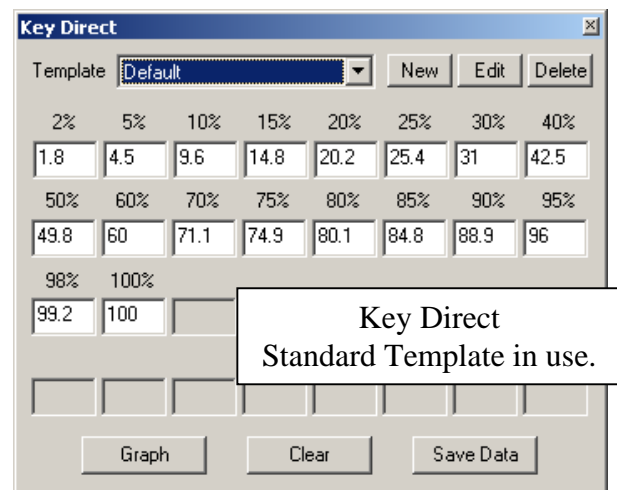 Key Direct
Template Default New Edit Delete
2% 5% 10% 15% 20% 25% 30% 40%
1.8 4.5 9.6 14.8 20.2 25.4 31 42.5
50% 60% 70% 75% 80% 85% 90% 95%
49.8 60 71.1 74.9 80.1 84.8 88.9 96
98% 100%
99.2 100
Key Direct
Standard Template in use.
Graph Clear Save Data